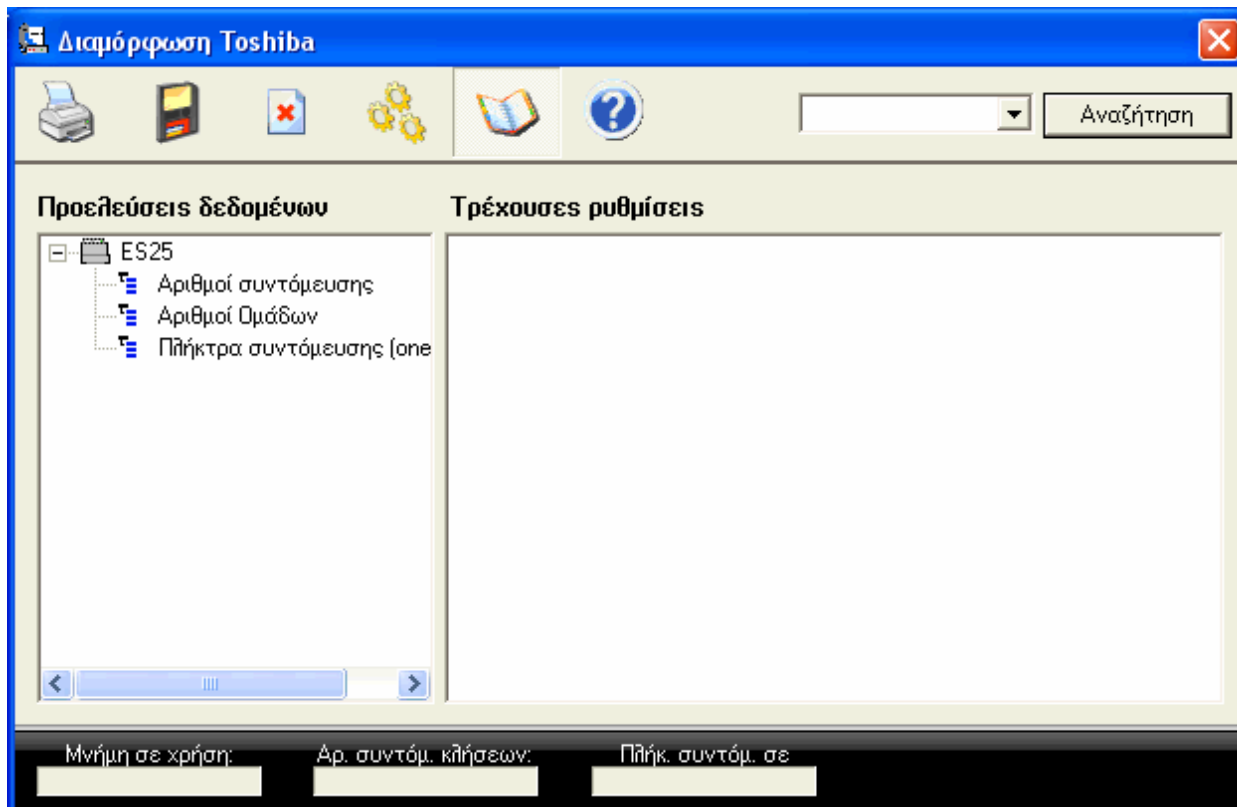 Διαμόρφωση Toshiba
Αναζήτηση
Προελεύσεις δεδομένων
Τρέχουσες ρυθμίσεις
ES25
Αριθμοί συντόμευσης
Αριθμοί Ομάδων
Πλήκτρα συντόμευσης (one
Μνήμη σε χρήση:
Αρ. συντόμ. κλήσεων:
Πλήκ. συντόμ. σε